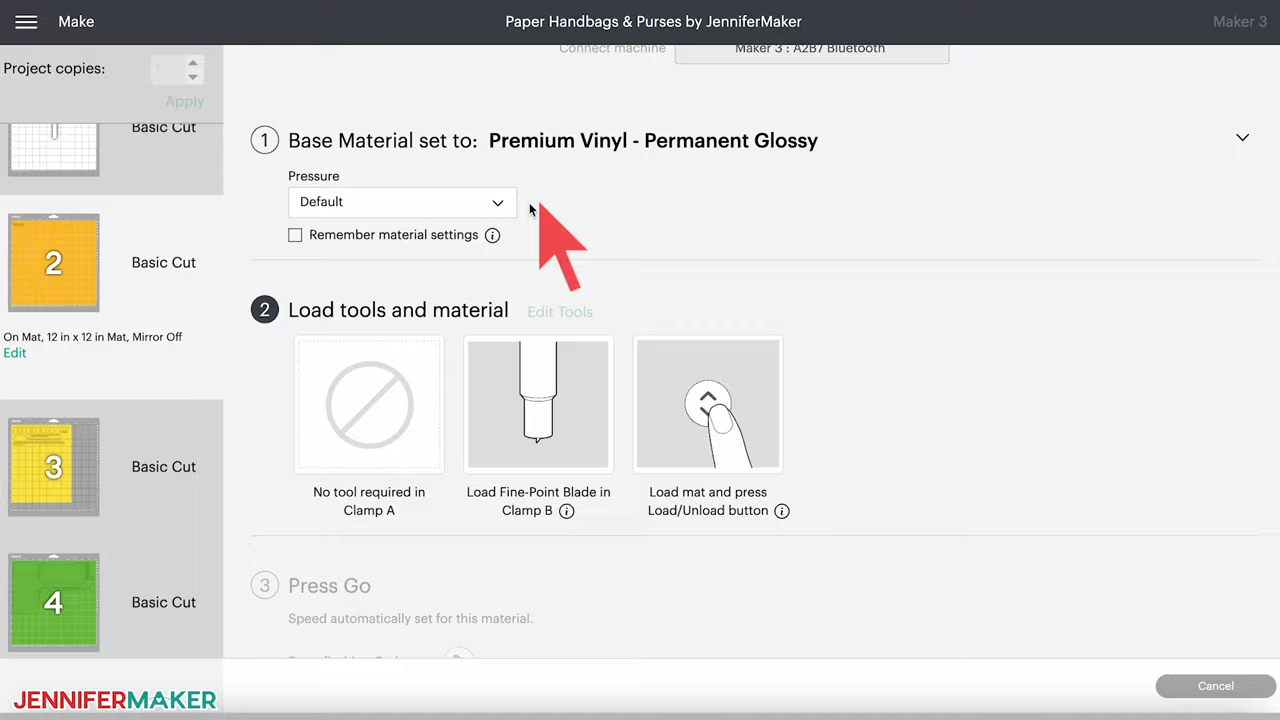 Make
Paper Handbags & Purses by JenniferMaker
Maker 3
Connect machine
Maker 3 : A2B7 Bluetooth
Project copies:
1
Apply
1
Basic Cut
2
Basic Cut
On Mat, 12 in x 12 in Mat, Mirror Off
Edit
3
Basic Cut
4
Basic Cut
1 Base Material set to: Premium Vinyl - Permanent Glossy
Pressure
Default
Remember material settings
2 Load tools and material Edit Tools
No tool required in
Clamp A
Load Fine-Point Blade in
Clamp B
Load mat and press
Load/Unload button
3 Press Go
Speed automatically set for this material.
Cancel
JENNIFERMAKER